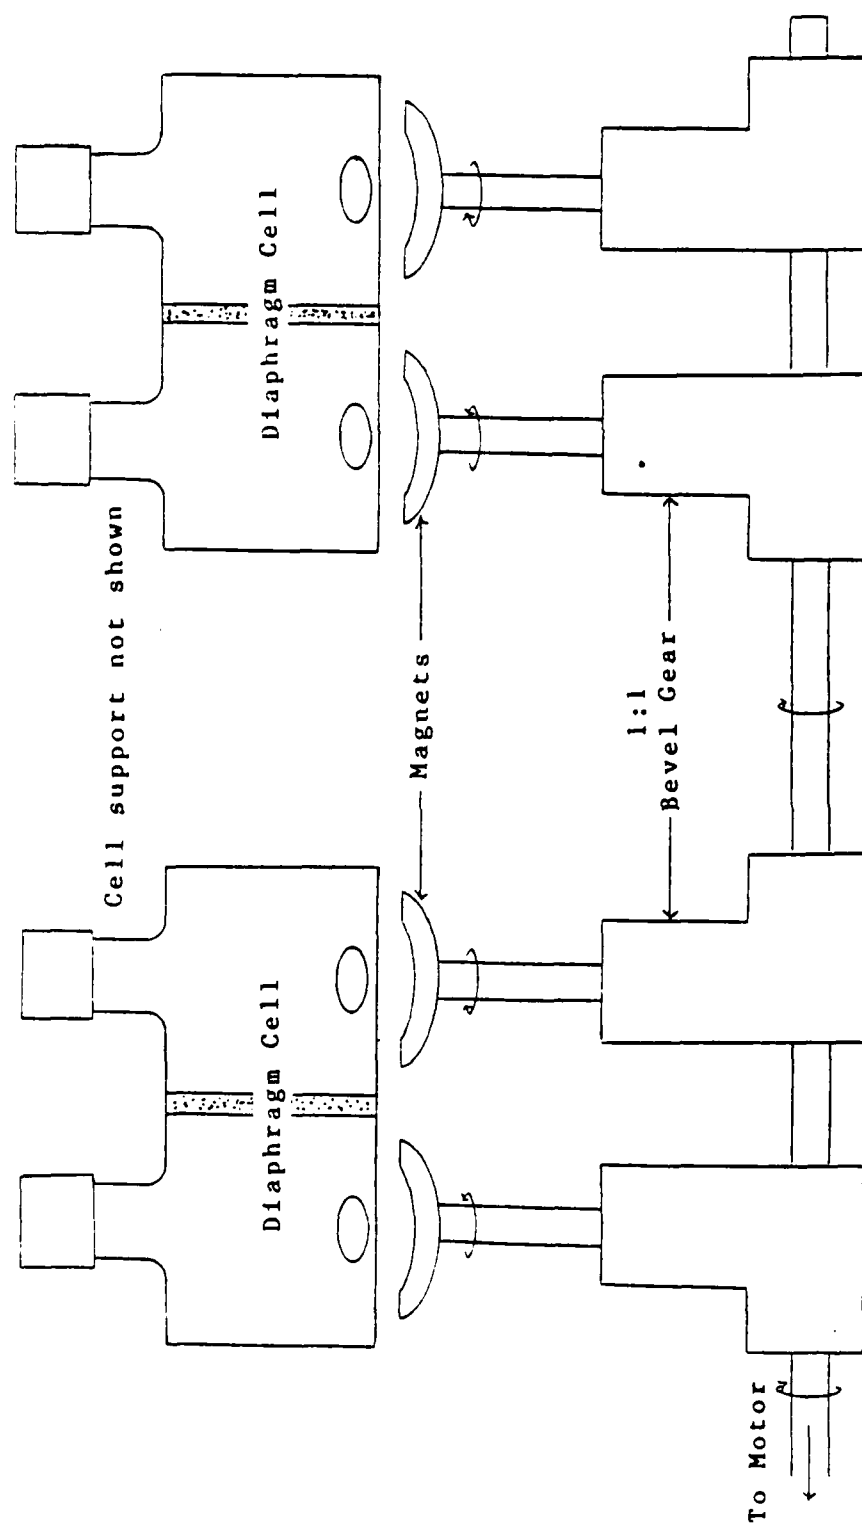 Cell support not shown
Diaphragm Cell
Diaphragm Cell
Magnets
1:1
Bevel Gear
To Motor